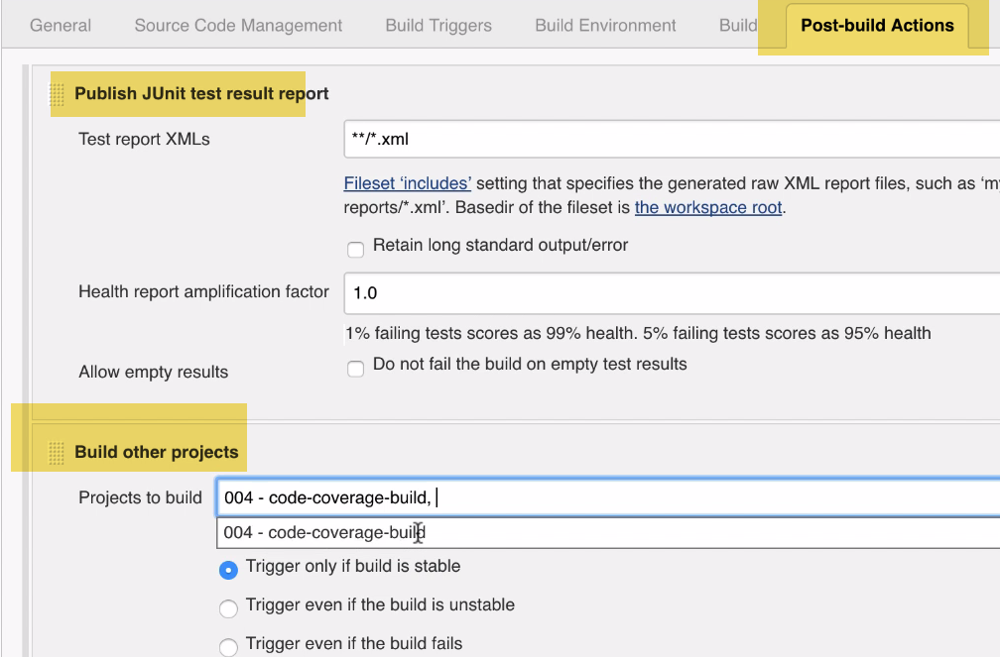 General Source Code Management Build Triggers Build Environment Build Post-build Actions
Publish JUnit test result report
Test report XMLs
**/*.xml
Fileset ‘includes’ setting that specifies the generated raw XML report files, such as ‘m
reports/*.xml’. Basedir of the fileset is the workspace root.
Retain long standard output/error
Health report amplification factor
1.0
1% failing tests scores as 99% health. 5% failing tests scores as 95% health
Allow empty results
Do not fail the build on empty test results
Build other projects
Projects to build
004 - code-coverage-build,
004 - code-coverage-build
Trigger only if build is stable
Trigger even if the build is unstable
Trigger even if the build fails